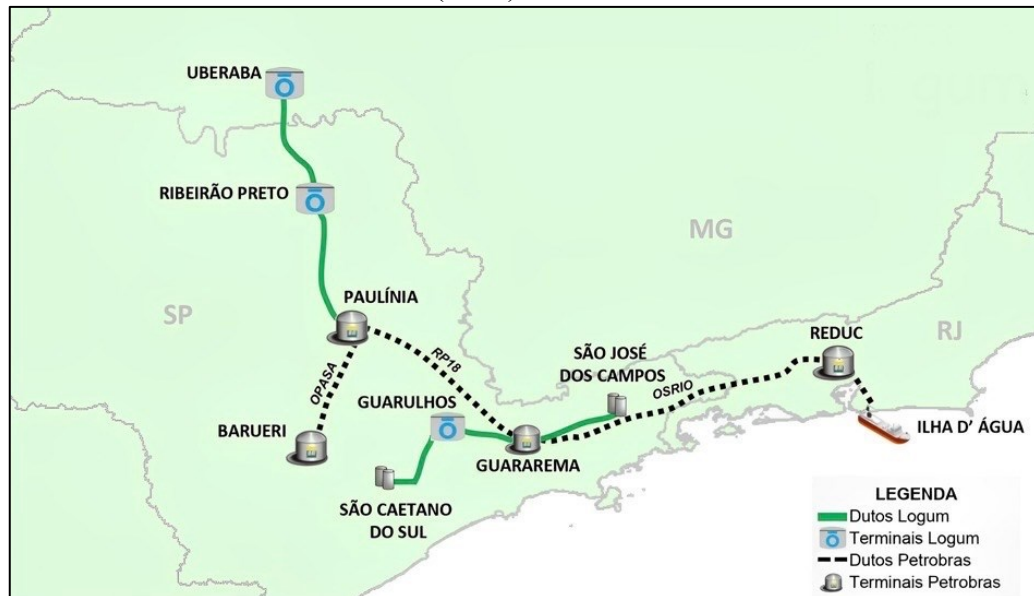 UBERABA
RIBEIRÃO PRETO
MG
SP
PAULÍNIA
REDUC
RJ
SÃO JOSÉ
DOS CAMPOS
RP18
OPASA
OSRIO
GUARULHOS
BARUERI
ILHA D' ÁGUA
GUARAREMA
SÃO CAETANO
DO SUL
LEGENDA
Dutos Logum
Terminais Logum
Dutos Petrobras
Terminais Petrobras